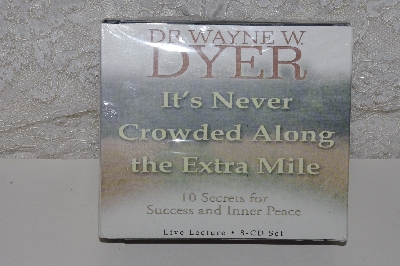 DR. WAYNE W.
DYER
It's Never
Crowded Along
the Extra Mile
10 Secrets for
Success and Inner Peace
Live Lecture • 8-CD Set